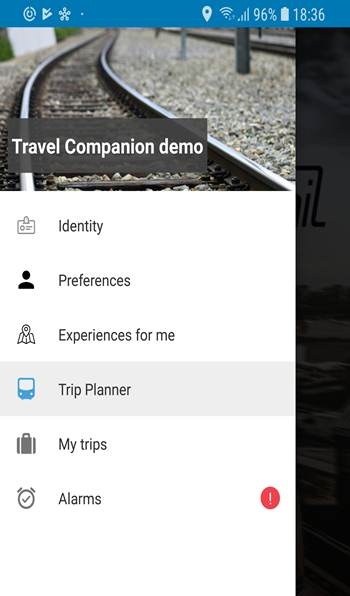 96% 18:36
Travel Companion demo
Identity
Preferences
Experiences for me
Trip Planner
My trips
Alarms
!